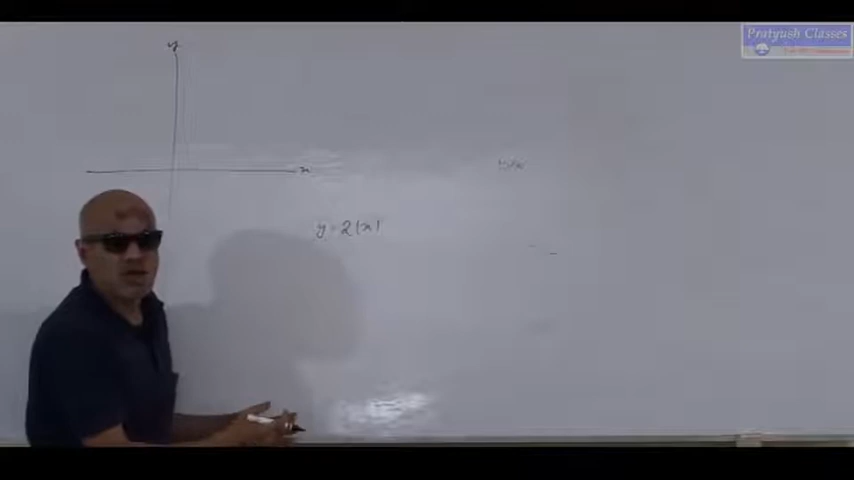 Pratyush Classes
y
x
y = 2|x|